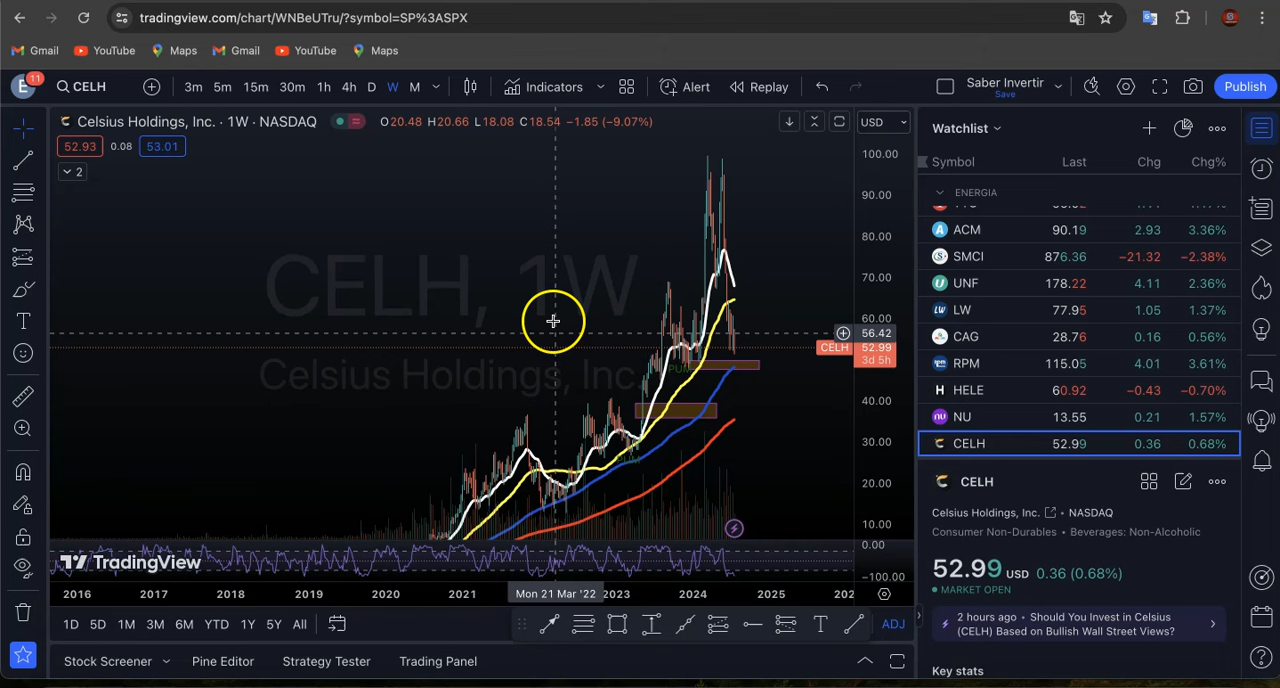 tradingview.com/chart/WNBeUTru/?symbol=SP%3ASPX
Gmail YouTube Maps Gmail YouTube Maps
E 11 CELH 3m 5m 15m 30m 1h 4h D W M Indicators Alert Replay Saber Invertir Save Publish
Celsius Holdings, Inc. · 1W · NASDAQ O20.48 H20.66 L18.08 C18.54 −1.85 (−9.07%) USD
52.93 0.08 53.01
2
CELH, 1W
Celsius Holdings, Inc.
100.00
90.00
80.00
70.00
60.00
56.42
CELH 52.99
3d 5h
40.00
30.00
20.00
10.00
0.00
−100.00
TradingView
2016 2017 2018 2019 2020 2021 Mon 21 Mar '22 2023 2024 2025 202
1D 5D 1M 3M 6M YTD 1Y 5Y All T ADJ
Stock Screener Pine Editor Strategy Tester Trading Panel
Watchlist
Symbol Last Chg Chg%
ENERGIA
ACM 90.19 2.93 3.36%
SMCI 876.36 −21.32 −2.38%
UNF 178.22 4.11 2.36%
LW 77.95 1.05 1.37%
CAG 28.76 0.16 0.56%
RPM 115.05 4.01 3.61%
H HELE 60.92 −0.43 −0.70%
nu NU 13.55 0.21 1.57%
CELH 52.99 0.36 0.68%
CELH
Celsius Holdings, Inc. • NASDAQ
Consumer Non-Durables • Beverages: Non-Alcoholic
52.99 USD 0.36 (0.68%)
MARKET OPEN
2 hours ago • Should You Invest in Celsius
(CELH) Based on Bullish Wall Street Views?
Key stats